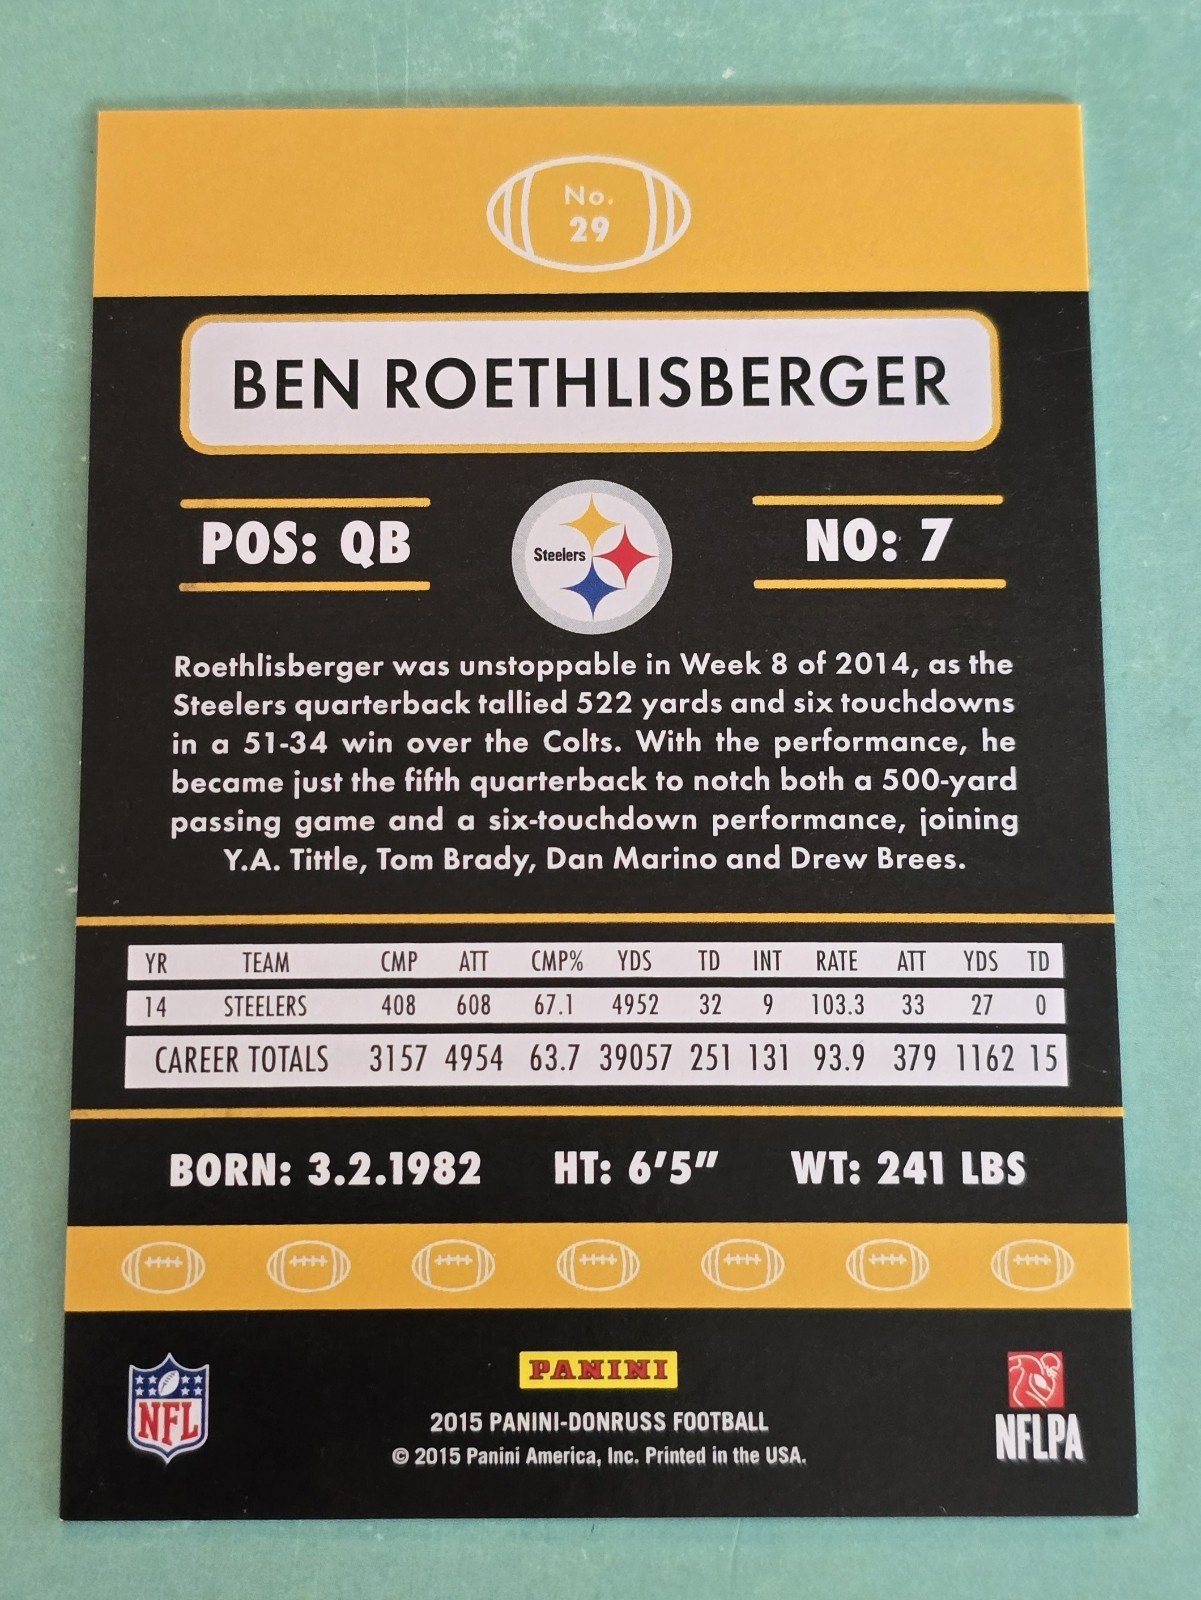 No.
29
BEN ROETHLISBERGER
POS: QB
Steelers
NO: 7
Roethlisberger was unstoppable in Week 8 of 2014, as the
Steelers quarterback tallied 522 yards and six touchdowns
in a 51-34 win over the Colts. With the performance, he
became just the fifth quarterback to notch both a 500-yard
passing game and a six-touchdown performance, joining
Y.A. Tittle, Tom Brady, Dan Marino and Drew Brees.
YR TEAM CMP ATT CMP% YDS TD INT RATE ATT YDS TD
14 STEELERS 408 608 67.1 4952 32 9 103.3 33 27 0
CAREER TOTALS 3157 4954 63.7 39057 251 131 93.9 379 1162 15
BORN: 3.2.1982 HT: 6'5" WT: 241 LBS
NFL
PANINI
NFLPA
2015 PANINI-DONRUSS FOOTBALL
© 2015 Panini America, Inc. Printed in the USA.